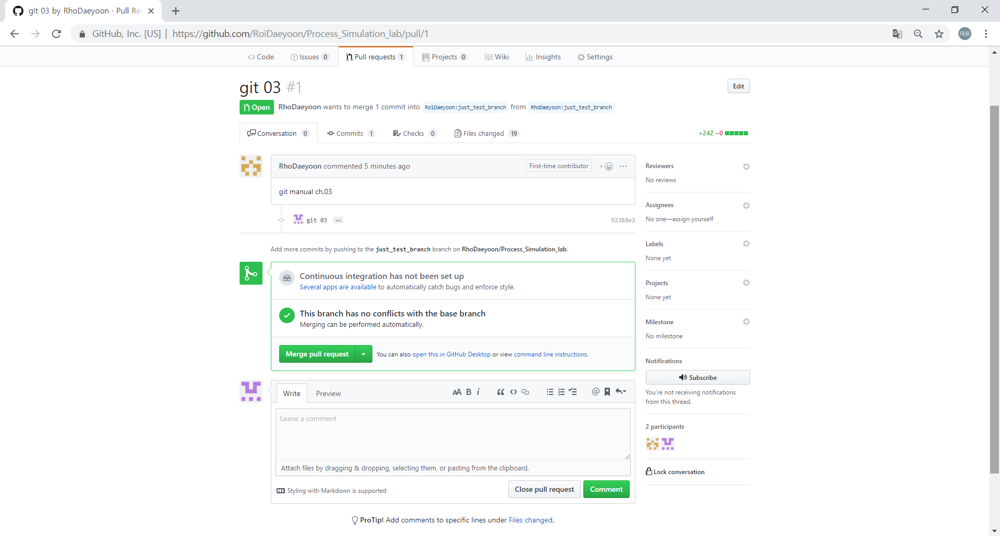 git 03 by RhoDaeyoon · Pull Re
GitHub, Inc. [US] | https://github.com/RoiDaeyoon/Process_Simulation_lab/pull/1
대윤
Code Issues 0 Pull requests 1 Projects 0 Wiki Insights Settings
git 03 #1
Edit
Open RhoDaeyoon wants to merge 1 commit into RoiDaeyoon:just_test_branch from RhoDaeyoon:just_test_branch
Conversation 0 Commits 1 Checks 0 Files changed 19 +242 −0
RhoDaeyoon commented 5 minutes ago First-time contributor
git manual ch.03
git 03 … 92388e2
Add more commits by pushing to the just_test_branch branch on RhoDaeyoon/Process_Simulation_lab.
Continuous integration has not been set up
Several apps are available to automatically catch bugs and enforce style.
This branch has no conflicts with the base branch
Merging can be performed automatically.
Merge pull request You can also open this in GitHub Desktop or view command line instructions.
Write Preview AA B i
Leave a comment
Attach files by dragging & dropping, selecting them, or pasting from the clipboard.
Styling with Markdown is supported
Close pull request Comment
ProTip! Add comments to specific lines under Files changed.
Reviewers
No reviews
Assignees
No one—assign yourself
Labels
None yet
Projects
None yet
Milestone
No milestone
Notifications
Subscribe
You're not receiving notifications
from this thread.
2 participants
Lock conversation